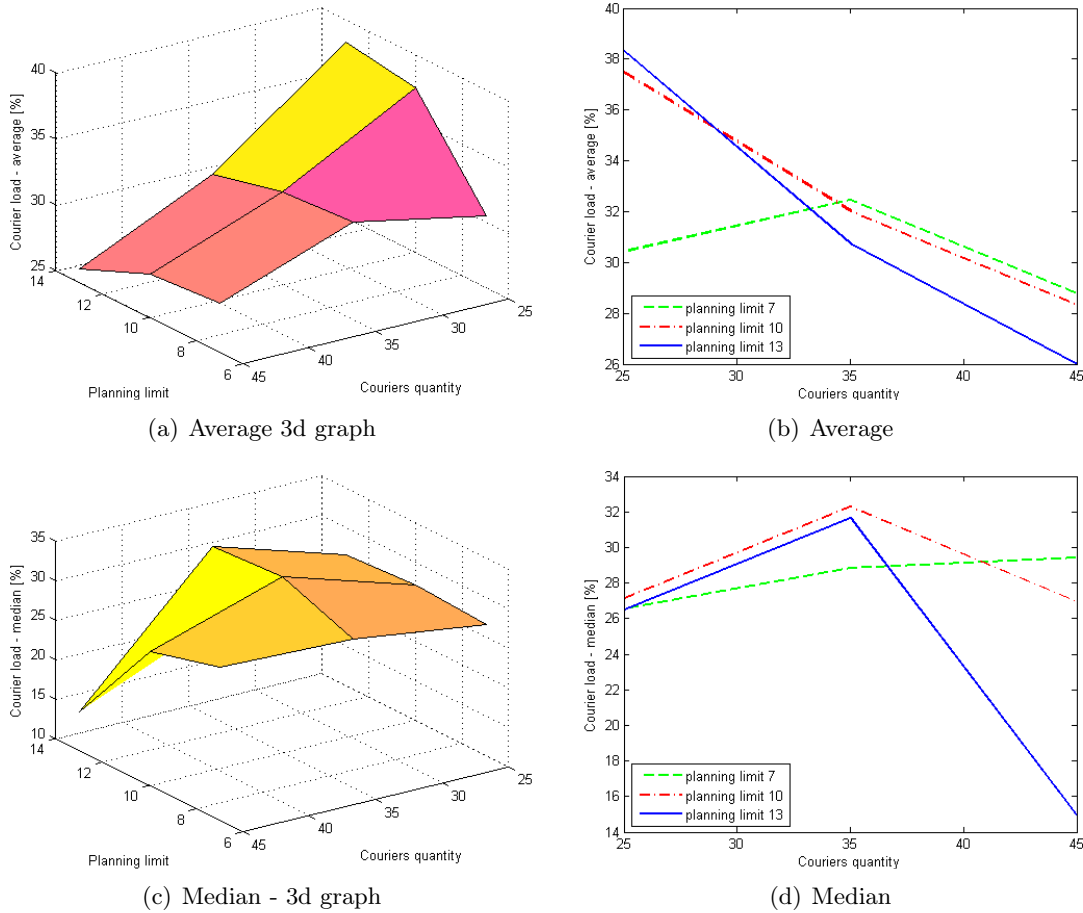 40
35
30
25
Courier load - average [%]
14
12
10
8
6
Planning limit
45
40
35
30
25
Couriers quantity
(a) Average 3d graph
40
38
36
34
32
30
28
26
Courier load - average [%]
planning limit 7
planning limit 10
planning limit 13
25 30 35 40 45
Couriers quantity
(b) Average
35
30
25
20
15
10
Courier load - median [%]
14
12
10
8
6
Planning limit
45
40
35
30
25
Couriers quantity
(c) Median - 3d graph
34
32
30
28
26
24
22
20
18
16
14
Courier load - median [%]
planning limit 7
planning limit 10
planning limit 13
25 30 35 40 45
Couriers quantity
(d) Median